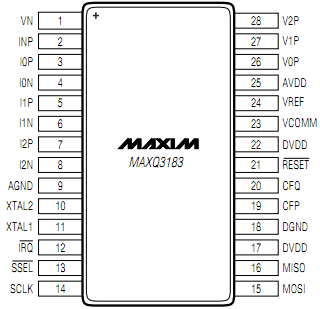 VN 1 28 V2P
INP 2 27 V1P
I0P 3 26 V0P
I0N 4 25 AVDD
I1P 5 24 VREF
I1N 6 23 VCOMM
I2P 7 22 DVDD
MAXIM
MAXQ3183
I2N 8 21 RESET
AGND 9 20 CFQ
XTAL2 10 19 CFP
XTAL1 11 18 DGND
IRQ 12 17 DVDD
SSEL 13 16 MISO
SCLK 14 15 MOSI